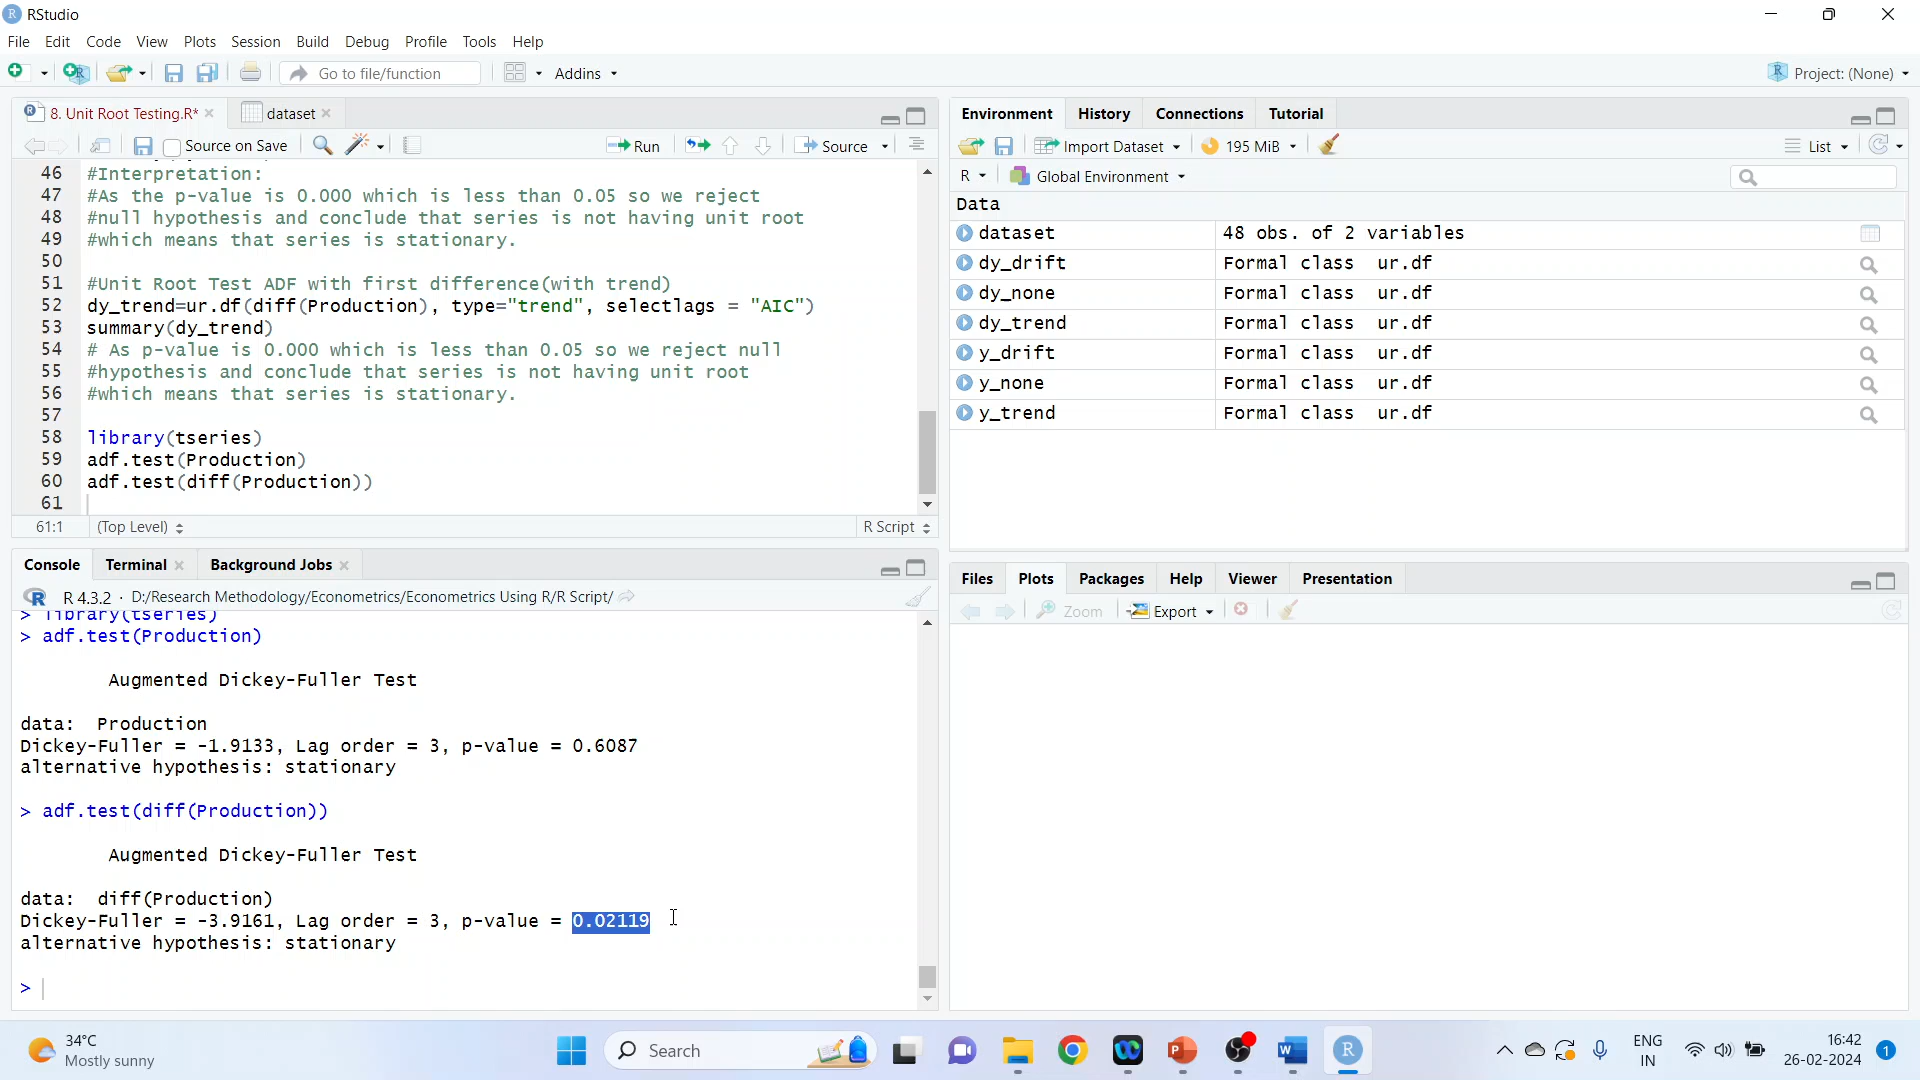 RStudio
File Edit Code View Plots Session Build Debug Profile Tools Help
Go to file/function Addins Project: (None)
8. Unit Root Testing.R* dataset
Source on Save Run Source
46 #Interpretation:
47 #As the p-value is 0.000 which is less than 0.05 so we reject
48 #null hypothesis and conclude that series is not having unit root
49 #which means that series is stationary.
50
51 #Unit Root Test ADF with first difference(with trend)
52 dy_trend=ur.df(diff(Production), type="trend", selectlags = "AIC")
53 summary(dy_trend)
54 # As p-value is 0.000 which is less than 0.05 so we reject null
55 #hypothesis and conclude that series is not having unit root
56 #which means that series is stationary.
57
58 library(tseries)
59 adf.test(Production)
60 adf.test(diff(Production))
61
61:1 (Top Level) R Script
Console Terminal Background Jobs
R 4.3.2 · D:/Research Methodology/Econometrics/Econometrics Using R/R Script/
> library(tseries)
> adf.test(Production)
Augmented Dickey-Fuller Test
data: Production
Dickey-Fuller = -1.9133, Lag order = 3, p-value = 0.6087
alternative hypothesis: stationary
> adf.test(diff(Production))
Augmented Dickey-Fuller Test
data: diff(Production)
Dickey-Fuller = -3.9161, Lag order = 3, p-value = 0.02119
alternative hypothesis: stationary
>
Environment History Connections Tutorial
Import Dataset 195 MiB List
R Global Environment
Data
dataset 48 obs. of 2 variables
dy_drift Formal class ur.df
dy_none Formal class ur.df
dy_trend Formal class ur.df
y_drift Formal class ur.df
y_none Formal class ur.df
y_trend Formal class ur.df
Files Plots Packages Help Viewer Presentation
Zoom Export
34°C
Mostly sunny
Search
ENG
IN
16:42
26-02-2024
1